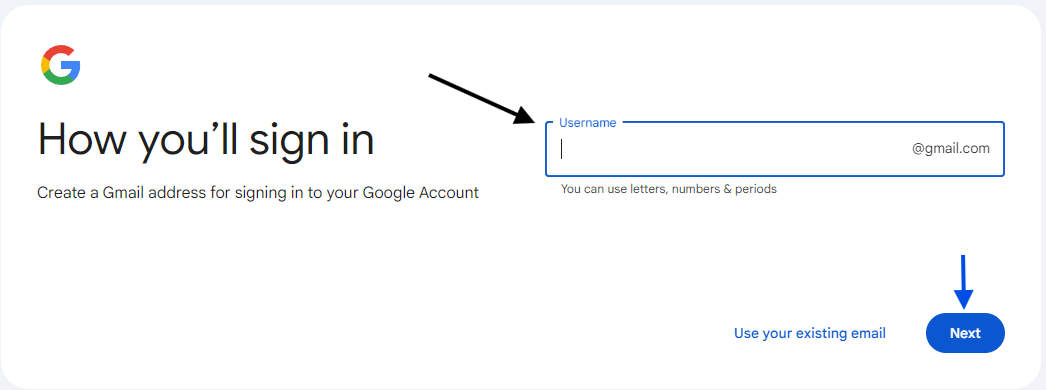 How you’ll sign in
Create a Gmail address for signing in to your Google Account
Username
@gmail.com
You can use letters, numbers & periods
Use your existing email
Next